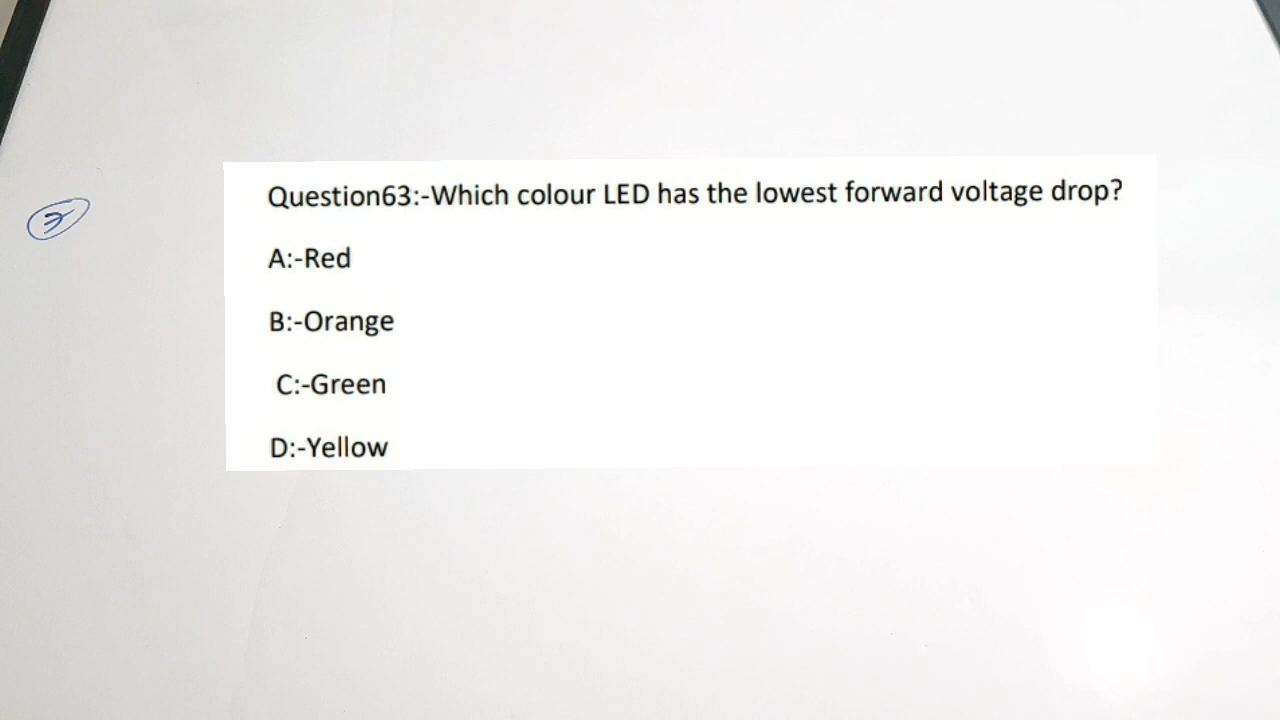 Question63:-Which colour LED has the lowest forward voltage drop?
A:-Red
B:-Orange
C:-Green
D:-Yellow